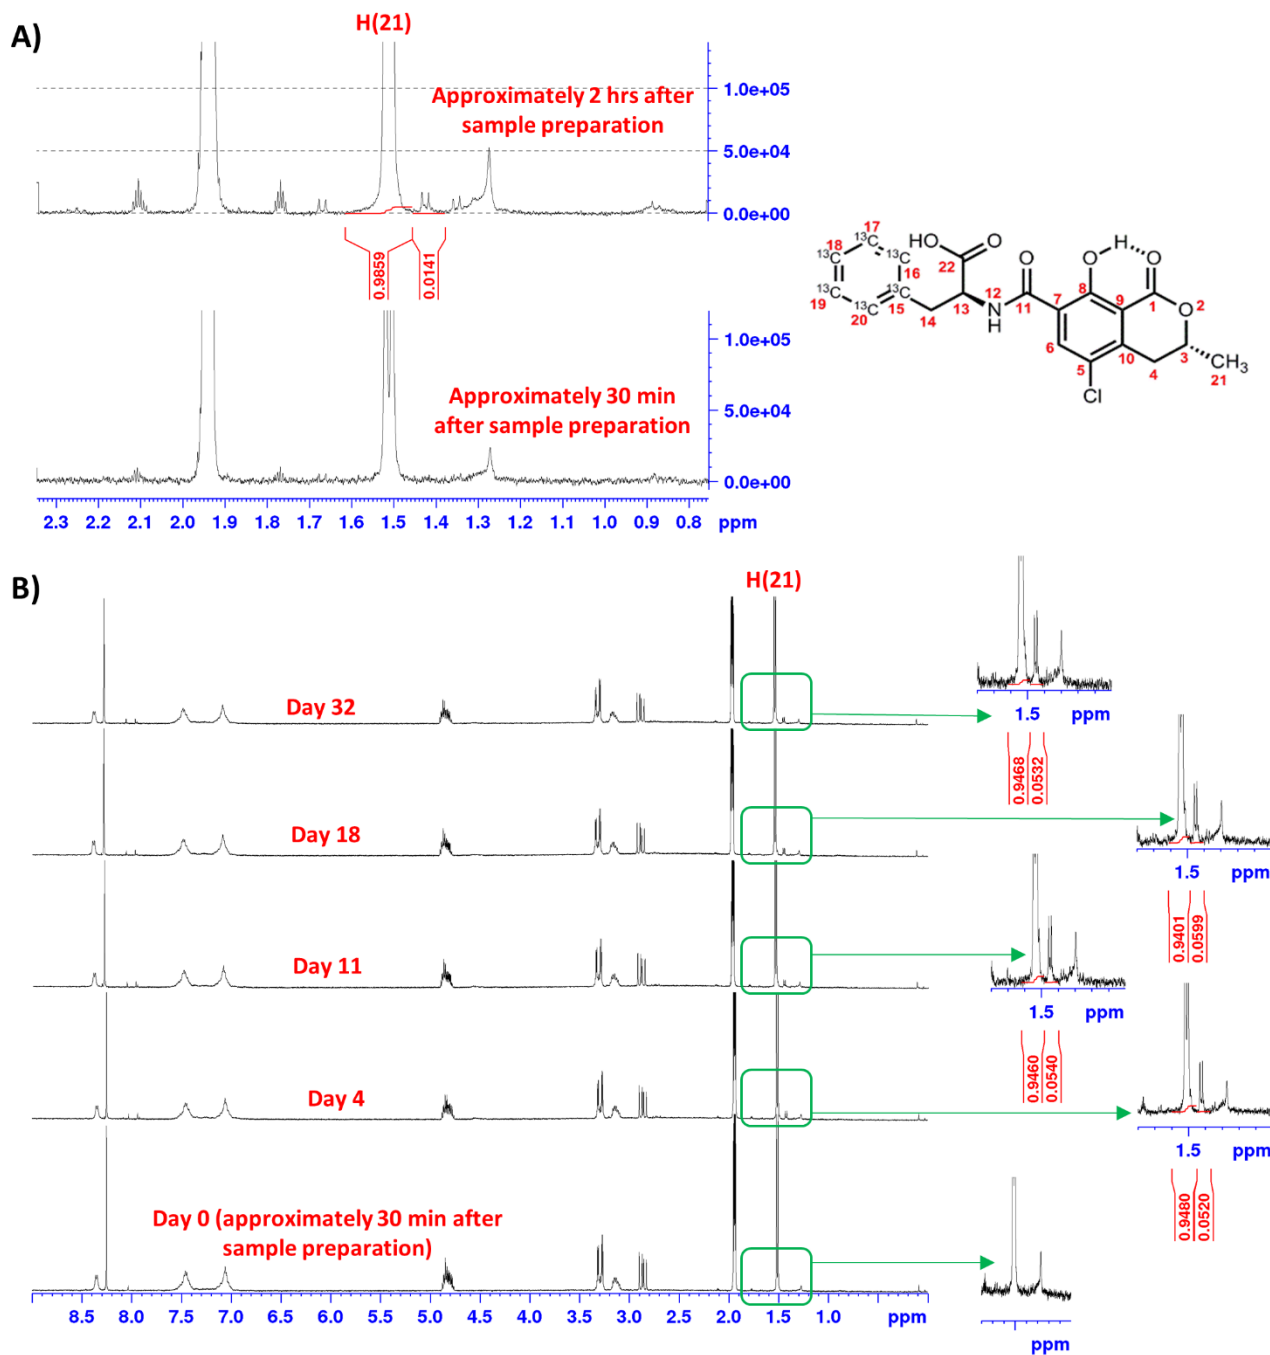 A)
H(21)
Approximately 2 hrs after
sample preparation
1.0e+05
5.0e+04
0.0e+00
0.9859
0.0141
Approximately 30 min
after sample preparation
1.0e+05
5.0e+04
0.0e+00
2.3 2.2 2.1 2.0 1.9 1.8 1.7 1.6 1.5 1.4 1.3 1.2 1.1 1.0 0.9 0.8 ppm
17
13C
18
13C
13C
16
13C
19
13C
20
13C
15
14
HO
O
22
13
12
N
H
O
11
7
8
OH
H
O
9
1
O
2
6
5
10
4
3
CH3
21
Cl
B)
H(21)
Day 32
1.5 ppm
0.9468
0.0532
Day 18
1.5 ppm
0.9401
0.0599
Day 11
1.5 ppm
0.9460
0.0540
Day 4
1.5 ppm
0.9480
0.0520
Day 0 (approximately 30 min after
sample preparation)
ppm
8.5 8.0 7.5 7.0 6.5 6.0 5.5 5.0 4.5 4.0 3.5 3.0 2.5 2.0 1.5 1.0 ppm